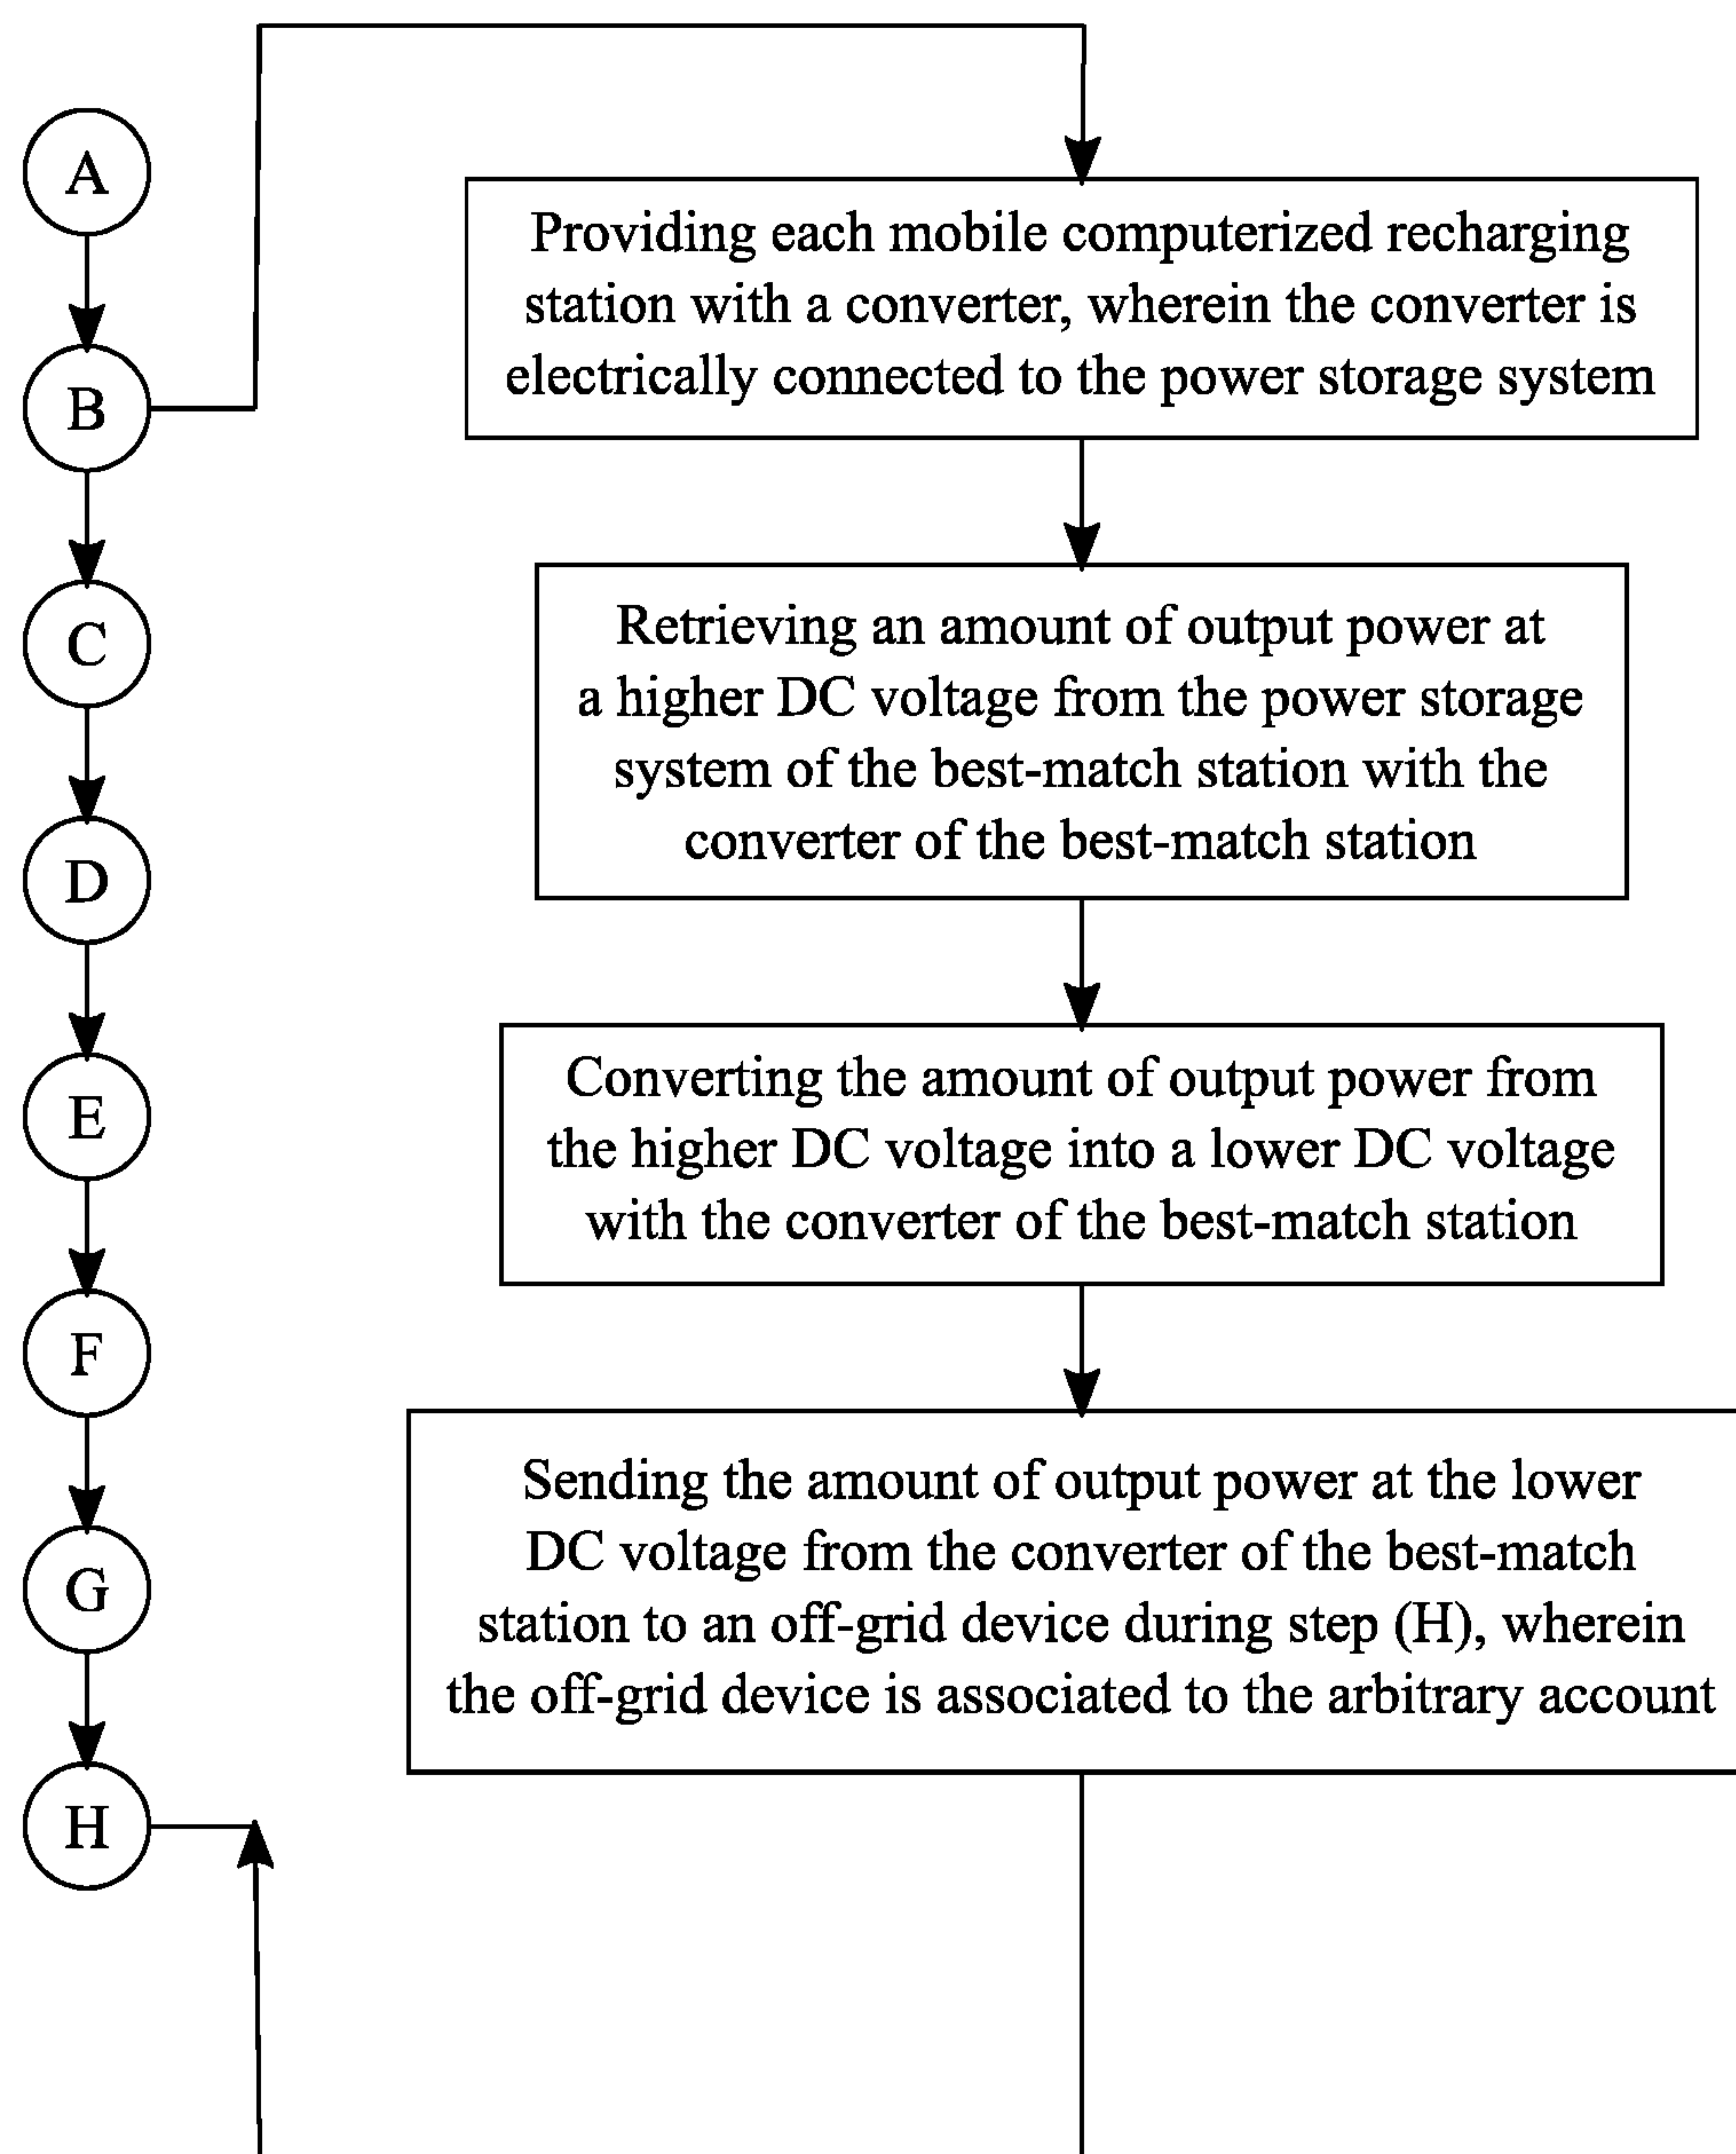 A
B
C
D
E
F
G
H
Providing each mobile computerized recharging
station with a converter, wherein the converter is
electrically connected to the power storage system
Retrieving an amount of output power at
a higher DC voltage from the power storage
system of the best-match station with the
converter of the best-match station
Converting the amount of output power from
the higher DC voltage into a lower DC voltage
with the converter of the best-match station
Sending the amount of output power at the lower
DC voltage from the converter of the best-match
station to an off-grid device during step (H), wherein
the off-grid device is associated to the arbitrary account